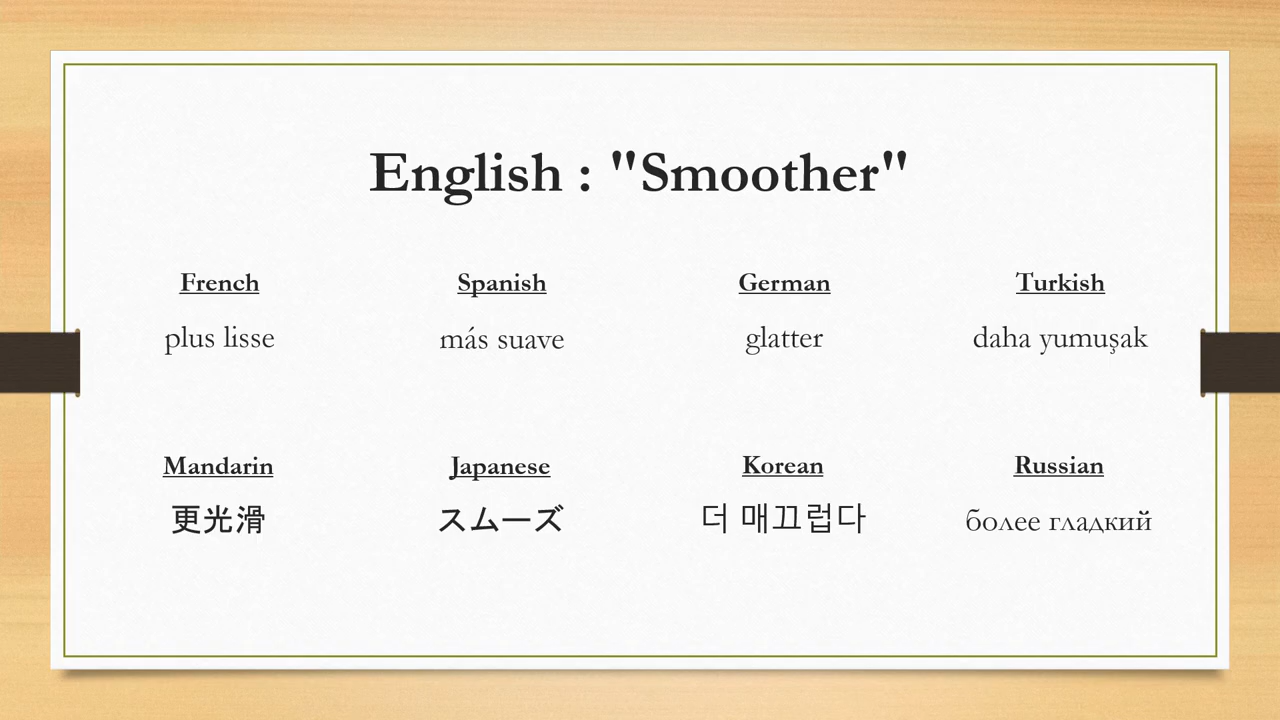 English : "Smoother"
French
plus lisse
Spanish
más suave
German
glatter
Turkish
daha yumuşak
Mandarin
更光滑
Japanese
スムーズ
Korean
더 매끄럽다
Russian
более гладкий